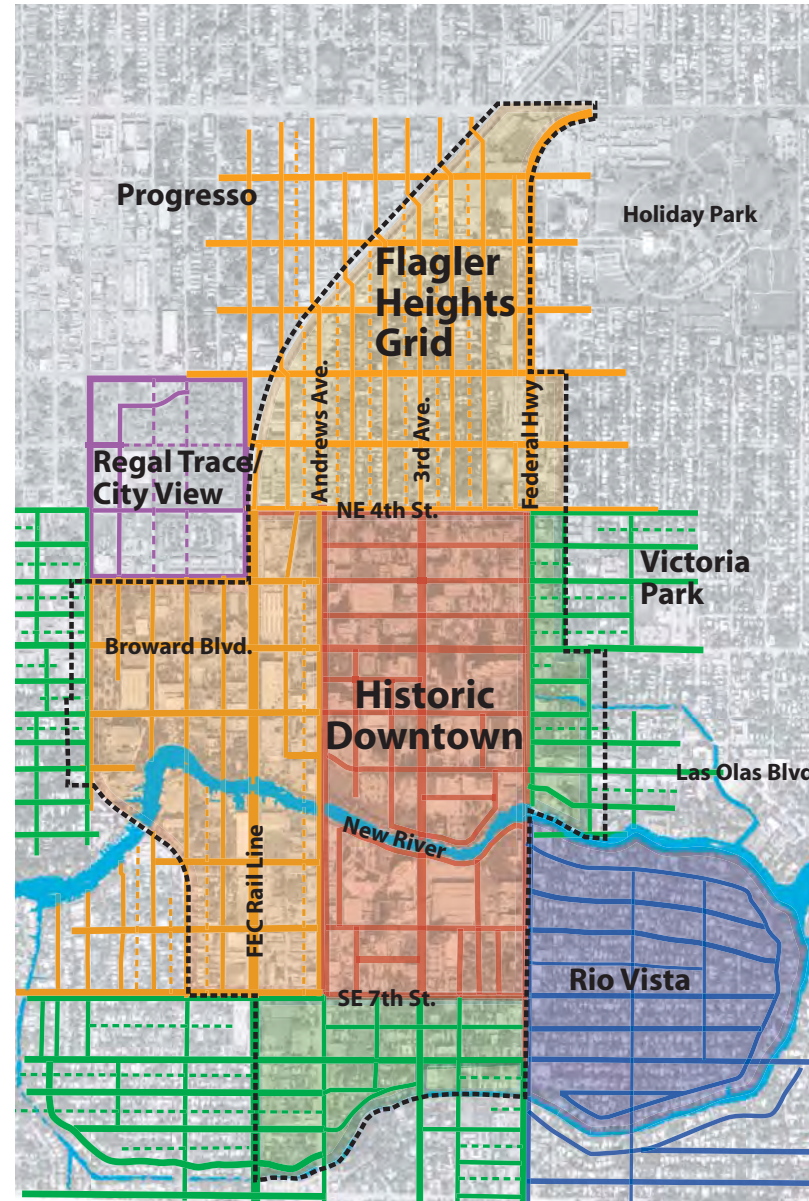 Progresso
Holiday Park
Flagler
Heights
Grid
Andrews Ave.
3rd Ave.
Federal Hwy
Regal Trace/
City View
NE 4th St.
Victoria
Park
Broward Blvd.
Historic
Downtown
Las Olas Blvd
New River
FEC Rail Line
Rio Vista
SE 7th St.